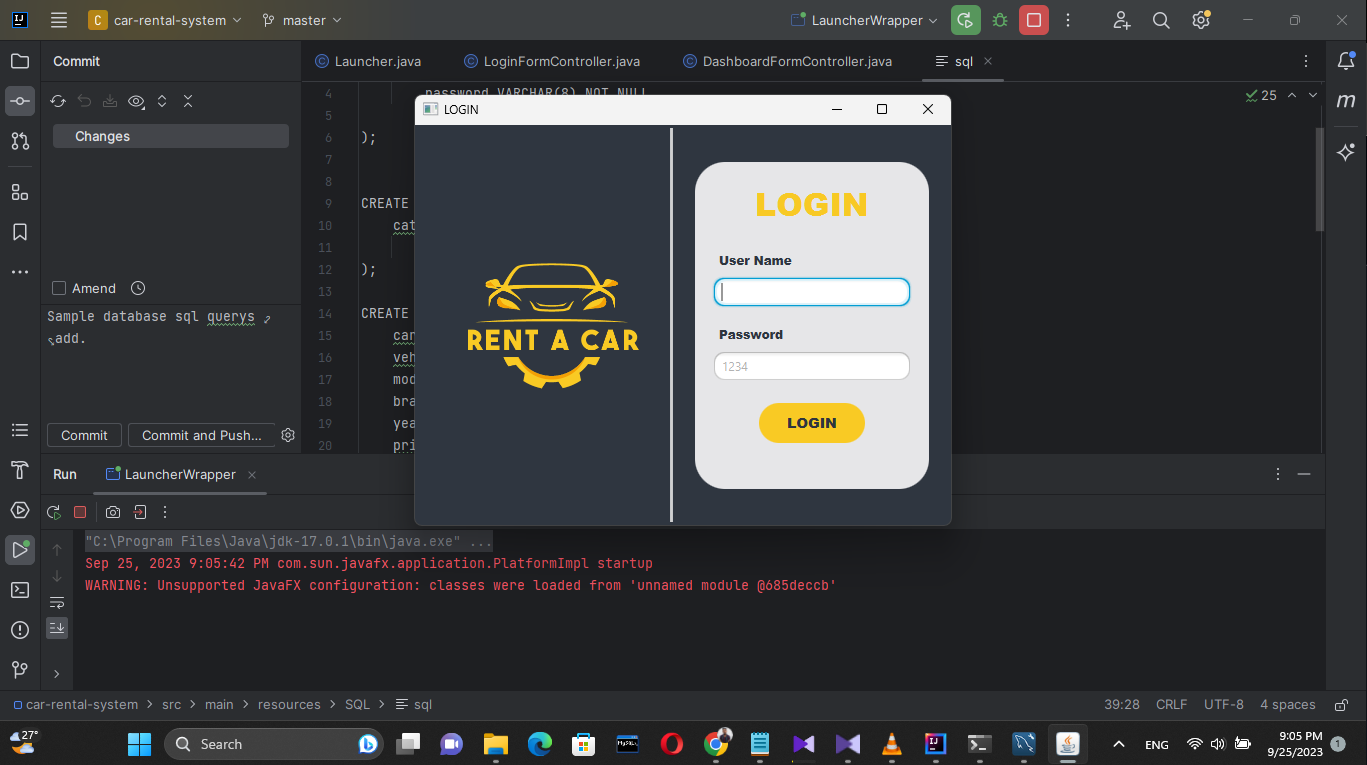 car-rental-system
master
LauncherWrapper
Commit
Launcher.java
LoginFormController.java
DashboardFormController.java
sql
Changes
Amend
Sample database sql querys
add.
Commit
Commit and Push...
4 password VARCHAR(8) NOT NULL
5
6 );
7
8
9 CREATE
10 cat
11
12 );
13
14 CREATE
15 car
16 veh
17 mod
18 bra
19 yea
20 pri
25
LOGIN
RENT A CAR
LOGIN
User Name
Password
1234
LOGIN
Run
LauncherWrapper
"C:\Program Files\Java\jdk-17.0.1\bin\java.exe" ...
Sep 25, 2023 9:05:42 PM com.sun.javafx.application.PlatformImpl startup
WARNING: Unsupported JavaFX configuration: classes were loaded from 'unnamed module @685deccb'
car-rental-system > src > main > resources > SQL > sql
39:28
CRLF
UTF-8
4 spaces
27°
Search
ENG
9:05 PM
9/25/2023
1